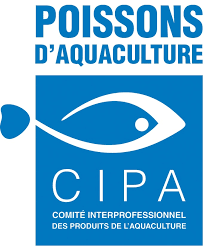 POISSONS
D'AQUACULTURE
CIPA
COMITÉ INTERPROFESSIONNEL
DES PRODUITS DE L'AQUACULTURE